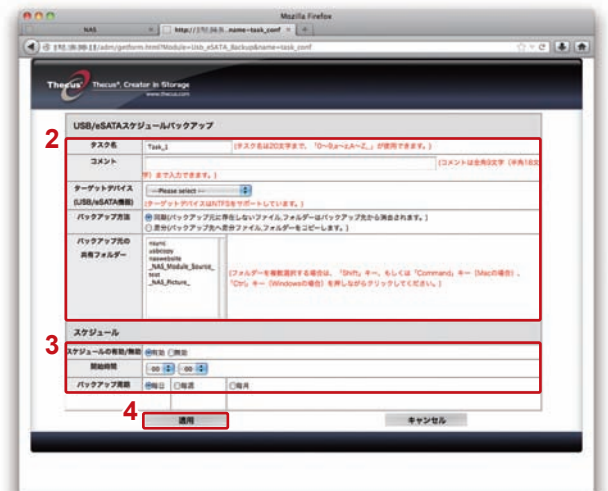 Mozilla Firefox
NAS
name=task_conf
/adm/getform.html?Module=Usb_eSATA_Backup&name=task_conf
Thecus Thecus®, Creator in Storage
www.thecus.com
USB/eSATAスケジュールバックアップ
2
タスク名 Task_1 (タスク名は20文字まで、「0~9,a~z,A~Z,_」が使用できます。)
コメント (コメントは全角8文字(半角16文字)まで入力できます。)
ターゲットデバイス (USB/eSATA機器) ---Please select ---
(ターゲットデバイスはNTFSをサポートしています。)
バックアップ方法 同期(バックアップ元に存在しないファイル,フォルダーはバックアップ先から消去されます。)
差分(バックアップ先へ差分ファイル,フォルダーをコピーします。)
バックアップ元の共有フォルダー
nsync
usbcopy
naswebsite
_NAS_Module_Source_
test
_NAS_Picture_
(フォルダーを複数選択する場合は、「Shift」キー、もしくは「Command」キー(Macの場合)、
「Ctrl」キー(Windowsの場合)を押しながらクリックしてください。)
スケジュール
3
スケジュールの有効/無効 有効 無効
開始時間 00 : 00
バックアップ周期 毎日 毎週 毎月
4
適用 キャンセル